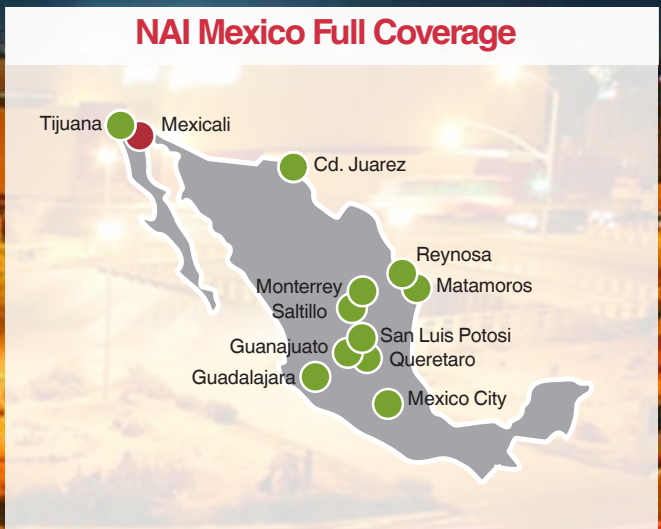 NAI Mexico Full Coverage
Tijuana
Mexicali
Cd. Juarez
Reynosa
Monterrey
Matamoros
Saltillo
San Luis Potosi
Guanajuato
Queretaro
Guadalajara
Mexico City